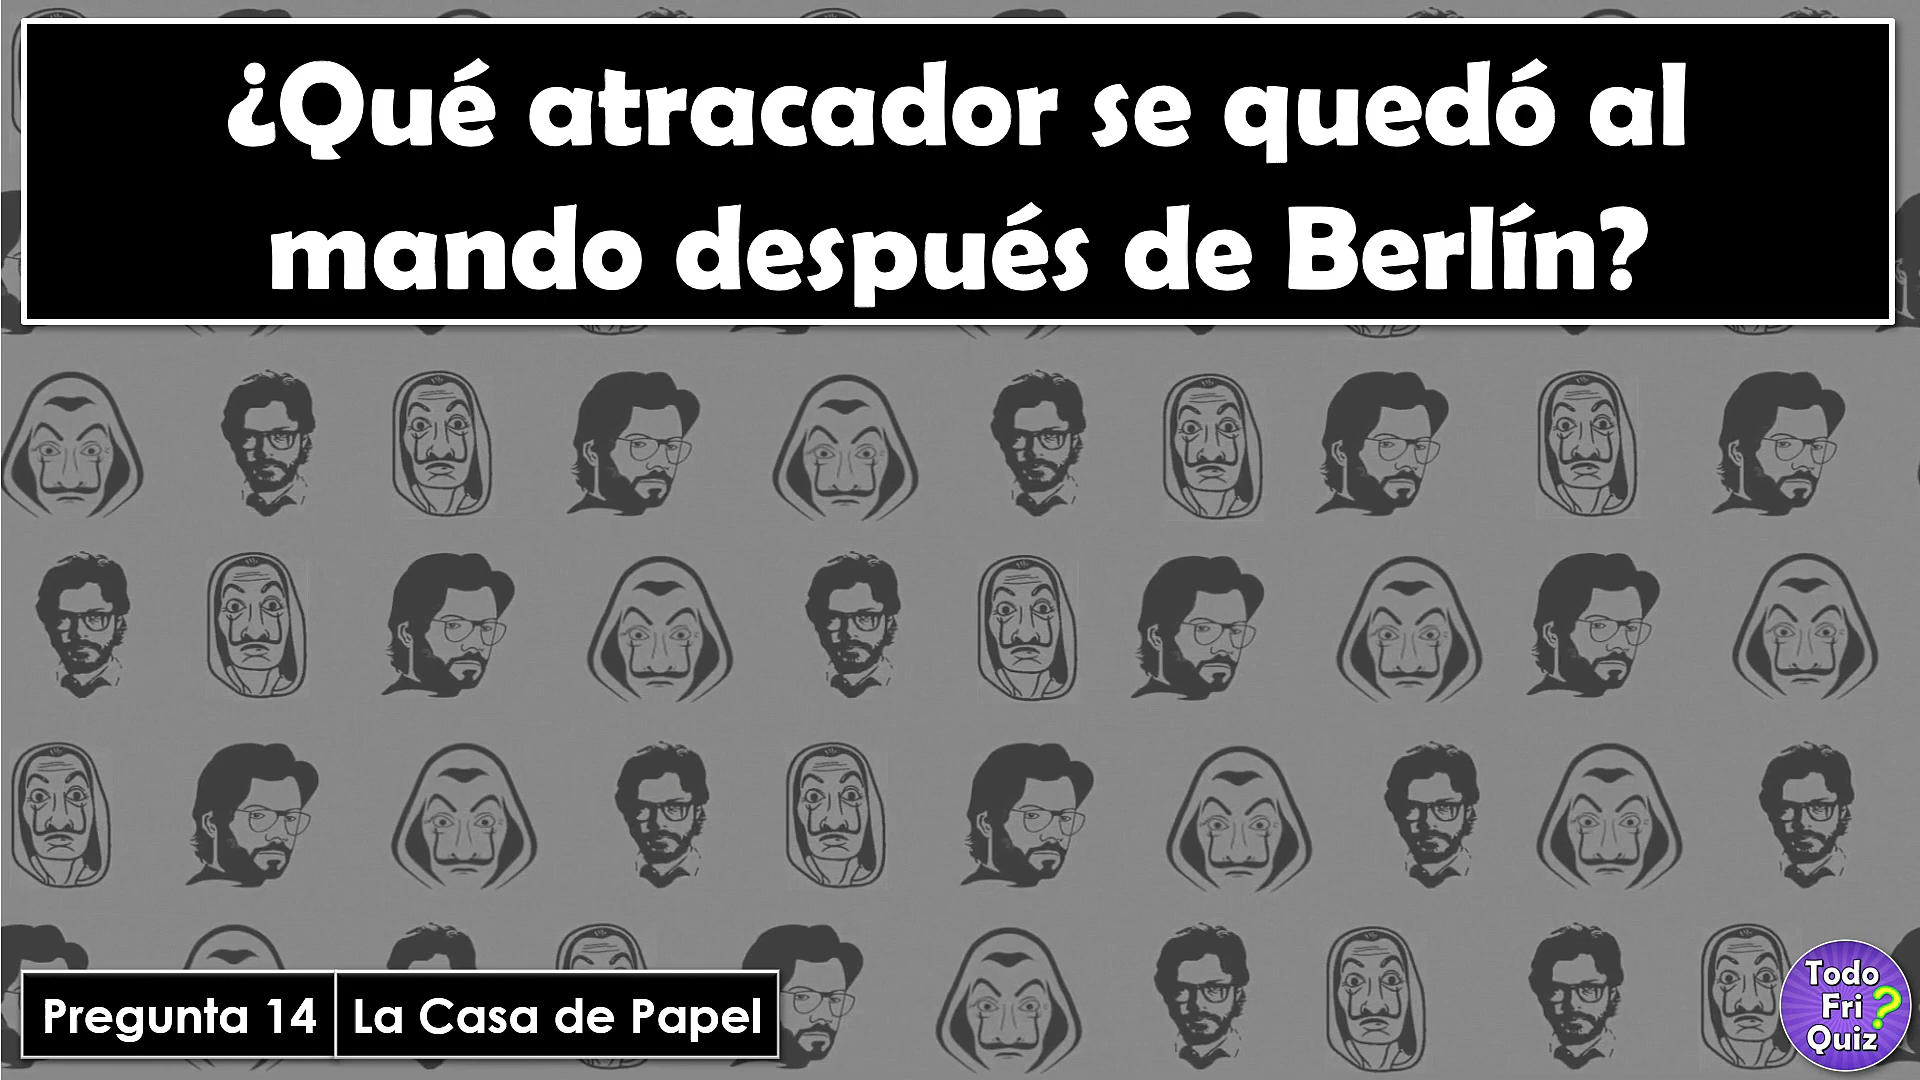 ¿Qué atracador se quedó al
mando después de Berlín?
Pregunta 14
La Casa de Papel
Todo
Fri
Quiz
?